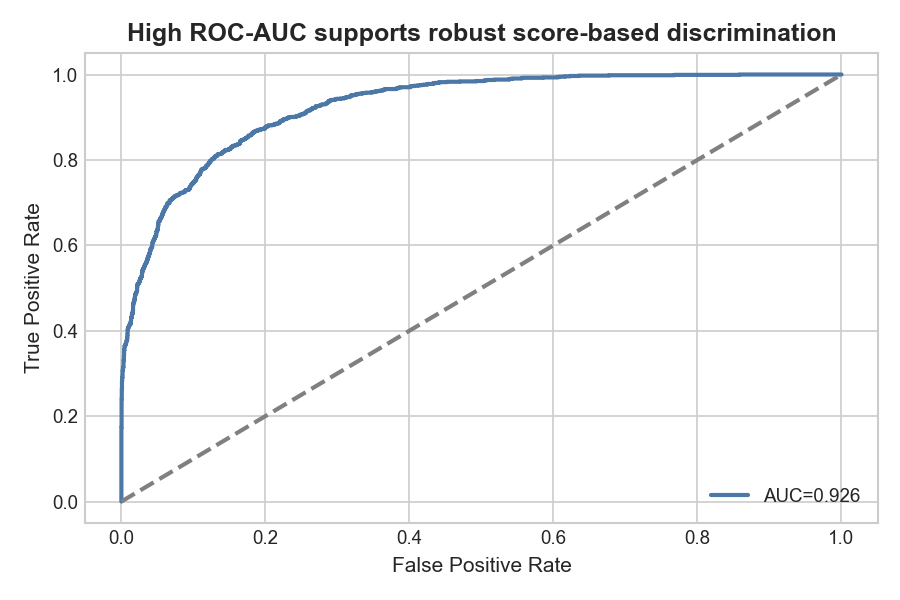 High ROC-AUC supports robust score-based discrimination
True Positive Rate
1.0
0.8
0.6
0.4
0.2
0.0
AUC=0.926
0.0 0.2 0.4 0.6 0.8 1.0
False Positive Rate